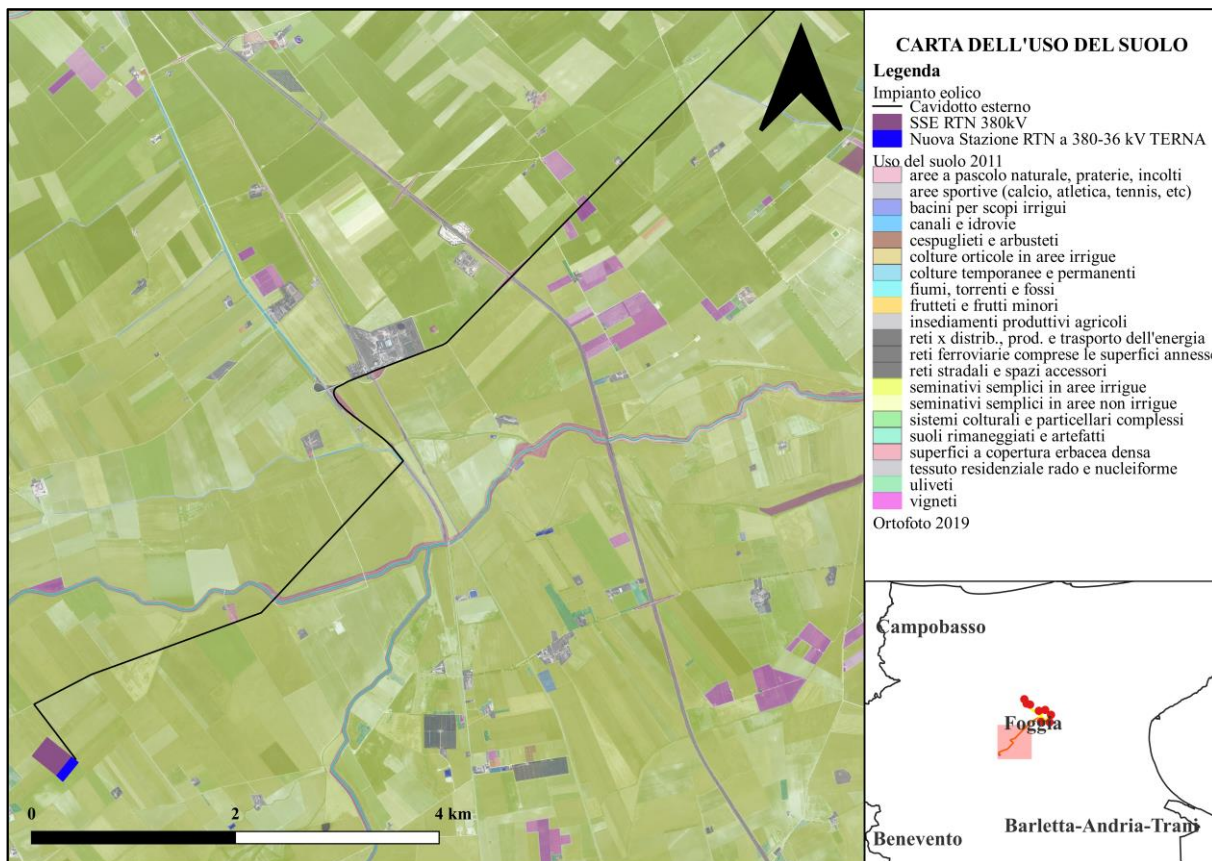 CARTA DELL'USO DEL SUOLO
Legenda
Impianto eolico
Cavidotto esterno
SSE RTN 380kV
Nuova Stazione RTN a 380-36 kV TERNA
Uso del suolo 2011
aree a pascolo naturale, praterie, incolti
aree sportive (calcio, atletica, tennis, etc)
bacini per scopi irrigui
canali e idrovie
cespuglieti e arbusteti
colture orticole in aree irrigue
colture temporanee e permanenti
fiumi, torrenti e fossi
frutteti e frutti minori
insediamenti produttivi agricoli
reti x distrib., prod. e trasporto dell'energia
reti ferroviarie comprese le superfici annesse
reti stradali e spazi accessori
seminativi semplici in aree irrigue
seminativi semplici in aree non irrigue
sistemi colturali e particellari complessi
suoli rimaneggiati e artefatti
superfici a copertura erbacea densa
tessuto residenziale rado e nucleiforme
uliveti
vigneti
Ortofoto 2019
0 2 4 km
Campobasso
Foggia
Barletta-Andria-Trani
Benevento